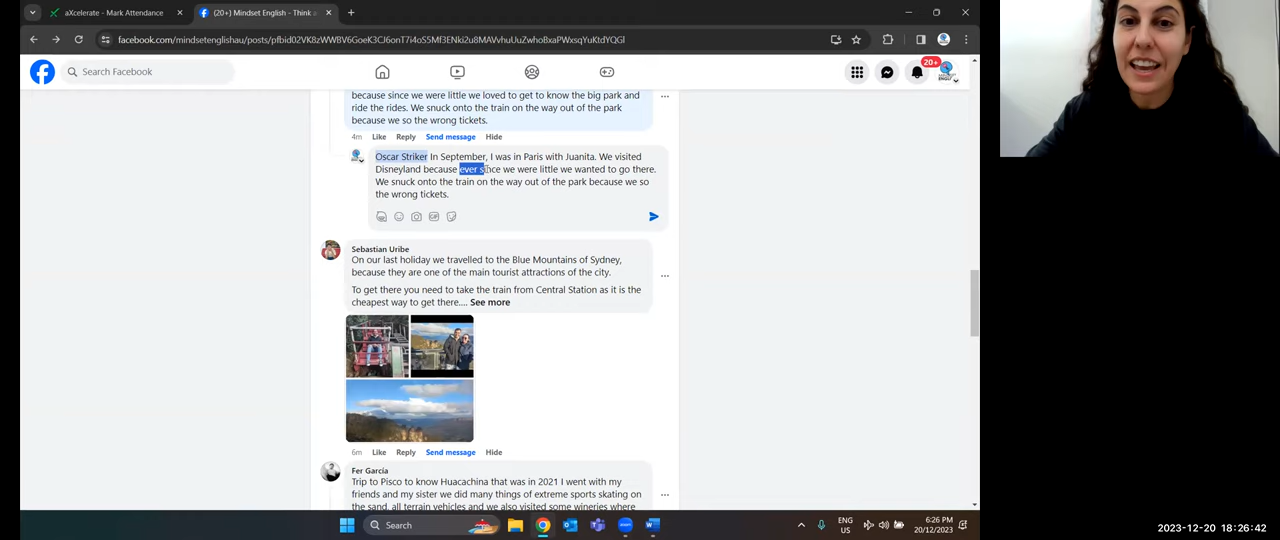 aXcelerate - Mark Attendance
(20+) Mindset English - Think a
facebook.com/mindsetenglishau/posts/pfbid02VK8zWWBV6GoeK3CJ6onT7i4oS5Mf3ENki2u8MAVvhuUuZwhoBxaPWxsqYuKtdYQGl
Search Facebook
20+
because since we were little we loved to get to know the big park and
ride the rides. We snuck onto the train on the way out of the park
because we so the wrong tickets.
4m Like Reply Send message Hide
Oscar Striker In September, I was in Paris with Juanita. We visited
Disneyland because ever since we were little we wanted to go there.
We snuck onto the train on the way out of the park because we so
the wrong tickets.
GIF
Sebastian Uribe
On our last holiday we travelled to the Blue Mountains of Sydney,
because they are one of the main tourist attractions of the city.
To get there you need to take the train from Central Station as it is the
cheapest way to get there.... See more
6m Like Reply Send message Hide
Fer García
Trip to Pisco to know Huacachina that was in 2021 I went with my
friends and my sister we did many things of extreme sports skating on
the sand, all terrain vehicles and we also visited some wineries where
Search
ENG
US
6:26 PM
20/12/2023
2023-12-20 18:26:42